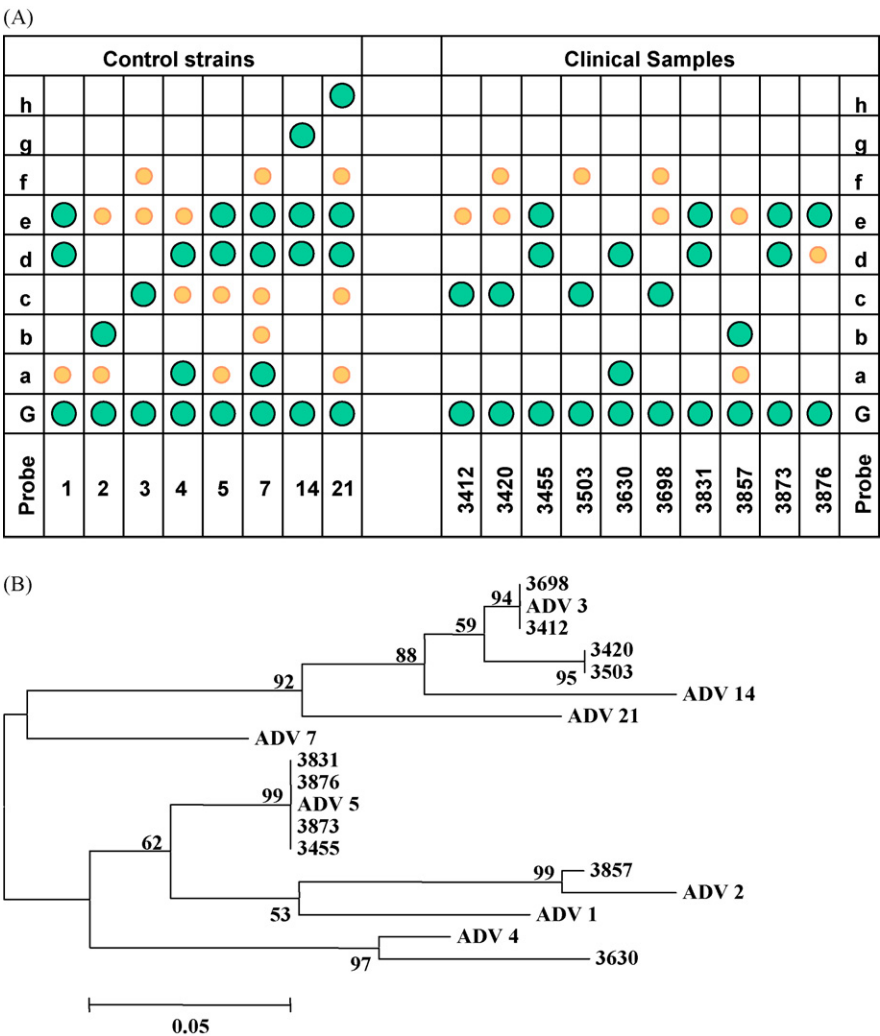 (A)
Control strains Clinical Samples
h h
g g
f f
e e
d d
c c
b b
a a
G G
Probe 1 2 3 4 5 7 14 21 3412 3420 3455 3503 3630 3698 3831 3857 3873 3876 Probe
(B)
3698
94 ADV 3
3412
59
3420
88
3503
95
92
ADV 14
ADV 21
ADV 7
3831
3876
99 ADV 5
3873
3455
62
99 3857
ADV 2
53 ADV 1
ADV 4
97 3630
0.05